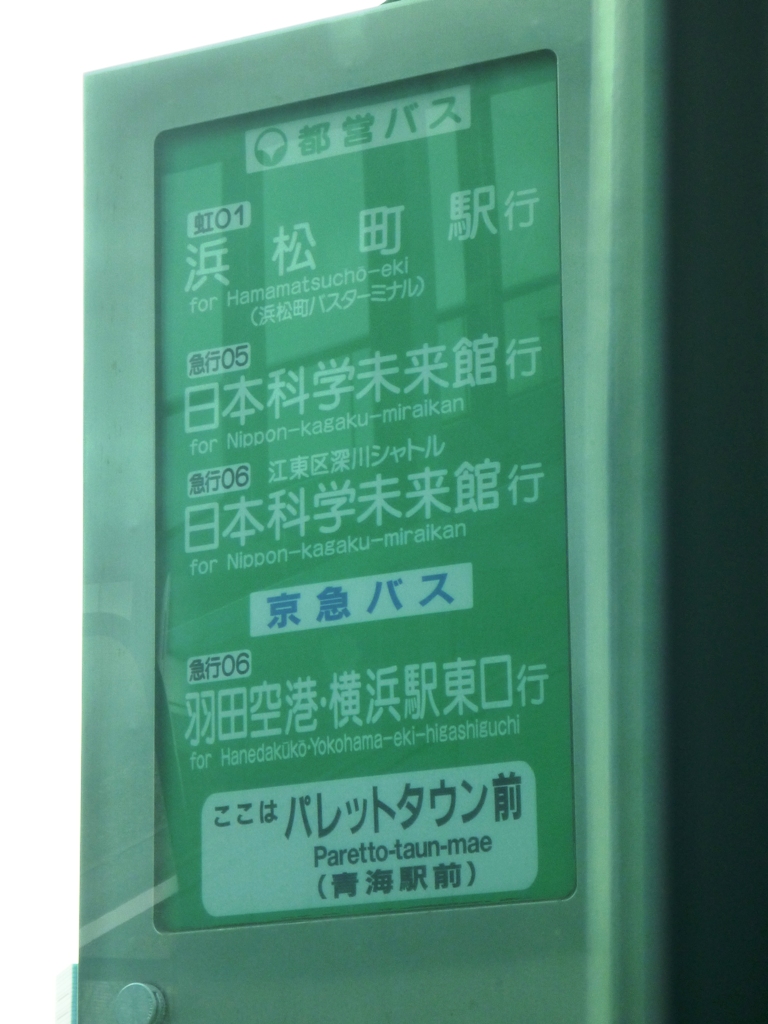 都営バス
虹01
浜松町駅行
for Hamamatsuchō-eki
(浜松町バスターミナル)
急行05
日本科学未来館行
for Nippon-kagaku-miraikan
急行06 江東区深川シャトル
日本科学未来館行
for Nippon-kagaku-miraikan
京急バス
急行06
羽田空港・横浜駅東口行
for Hanedakūkō・Yokohama-eki-higashiguchi
ここは パレットタウン前
Paretto-taun-mae
(青海駅前)